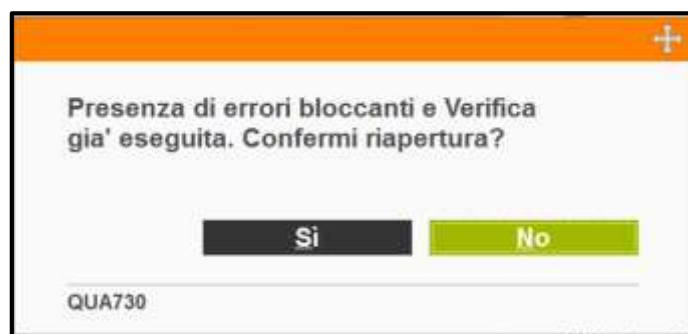 Presenza di errori bloccanti e Verifica
gia' eseguita. Confermi riapertura?
Sì No
QUA730